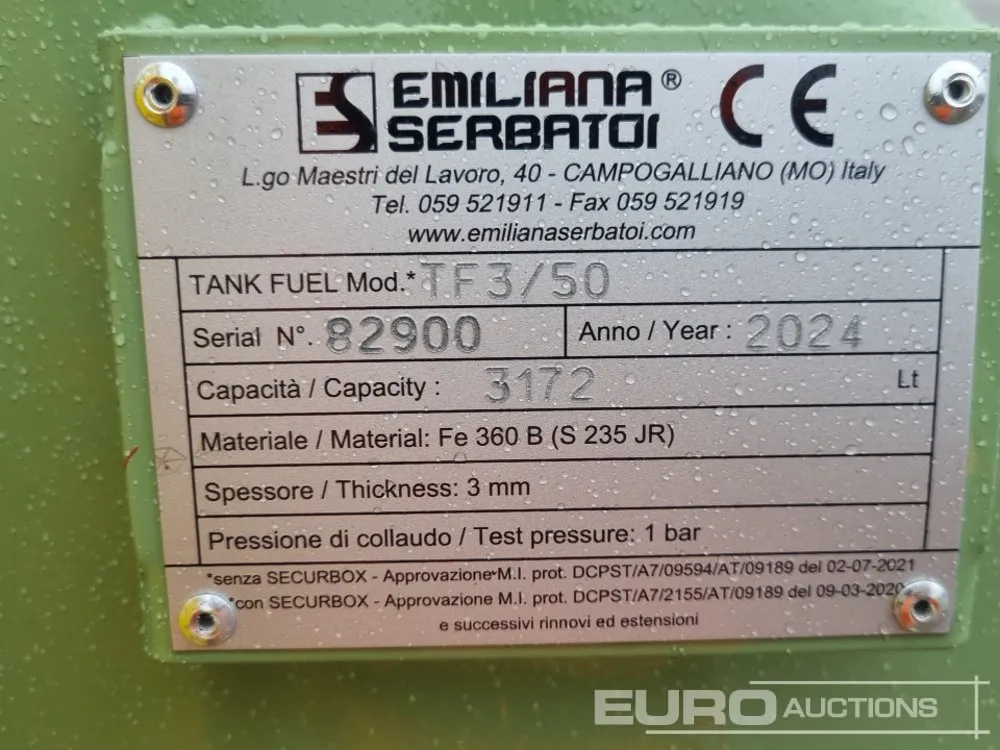 EMILIANA ® CE
SERBATOI
L.go Maestri del Lavoro, 40 - CAMPOGALLIANO (MO) Italy
Tel. 059 521911 - Fax 059 521919
www.emilianaserbatoi.com
TANK FUEL Mod.* TF3/50
Serial N°. 82900 Anno / Year : 2024
Capacità / Capacity : 3172 Lt
Materiale / Material: Fe 360 B (S 235 JR)
Spessore / Thickness: 3 mm
Pressione di collaudo / Test pressure: 1 bar
*senza SECURBOX - Approvazione M.I. prot. DCPST/A7/09594/AT/09189 del 02-07-2021
*con SECURBOX - Approvazione M.I. prot. DCPST/A7/2155/AT/09189 del 09-03-2020
e successivi rinnovi ed estensioni
EURO AUCTIONS